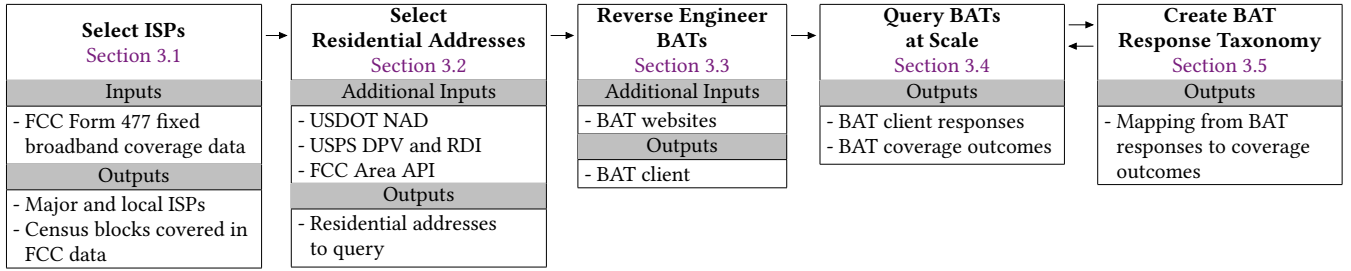 Select ISPs
Section 3.1
Inputs
- FCC Form 477 fixed
broadband coverage data
Outputs
- Major and local ISPs
- Census blocks covered in
FCC data
Select
Residential Addresses
Section 3.2
Additional Inputs
- USDOT NAD
- USPS DPV and RDI
- FCC Area API
Outputs
- Residential addresses
to query
Reverse Engineer
BATs
Section 3.3
Additional Inputs
- BAT websites
Outputs
- BAT client
Query BATs
at Scale
Section 3.4
Outputs
- BAT client responses
- BAT coverage outcomes
Create BAT
Response Taxonomy
Section 3.5
Outputs
- Mapping from BAT
responses to coverage
outcomes